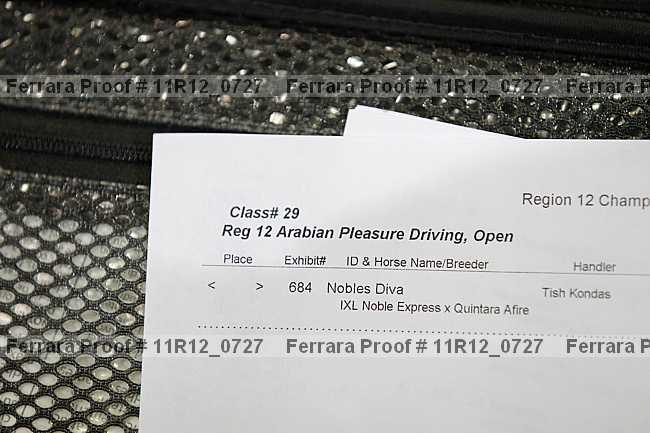 Ferrara Proof # 11R12_0727 Ferrara Proof # 11R12_0727 Ferrara Proof #
Region 12 Champ
Class# 29
Reg 12 Arabian Pleasure Driving, Open
Place Exhibit# ID & Horse Name/Breeder Handler
< > 684 Nobles Diva Tish Kondas
IXL Noble Express x Quintara Afire
Ferrara Proof # 11R12_0727 Ferrara Proof # 11R12_0727 Ferrara Proof #